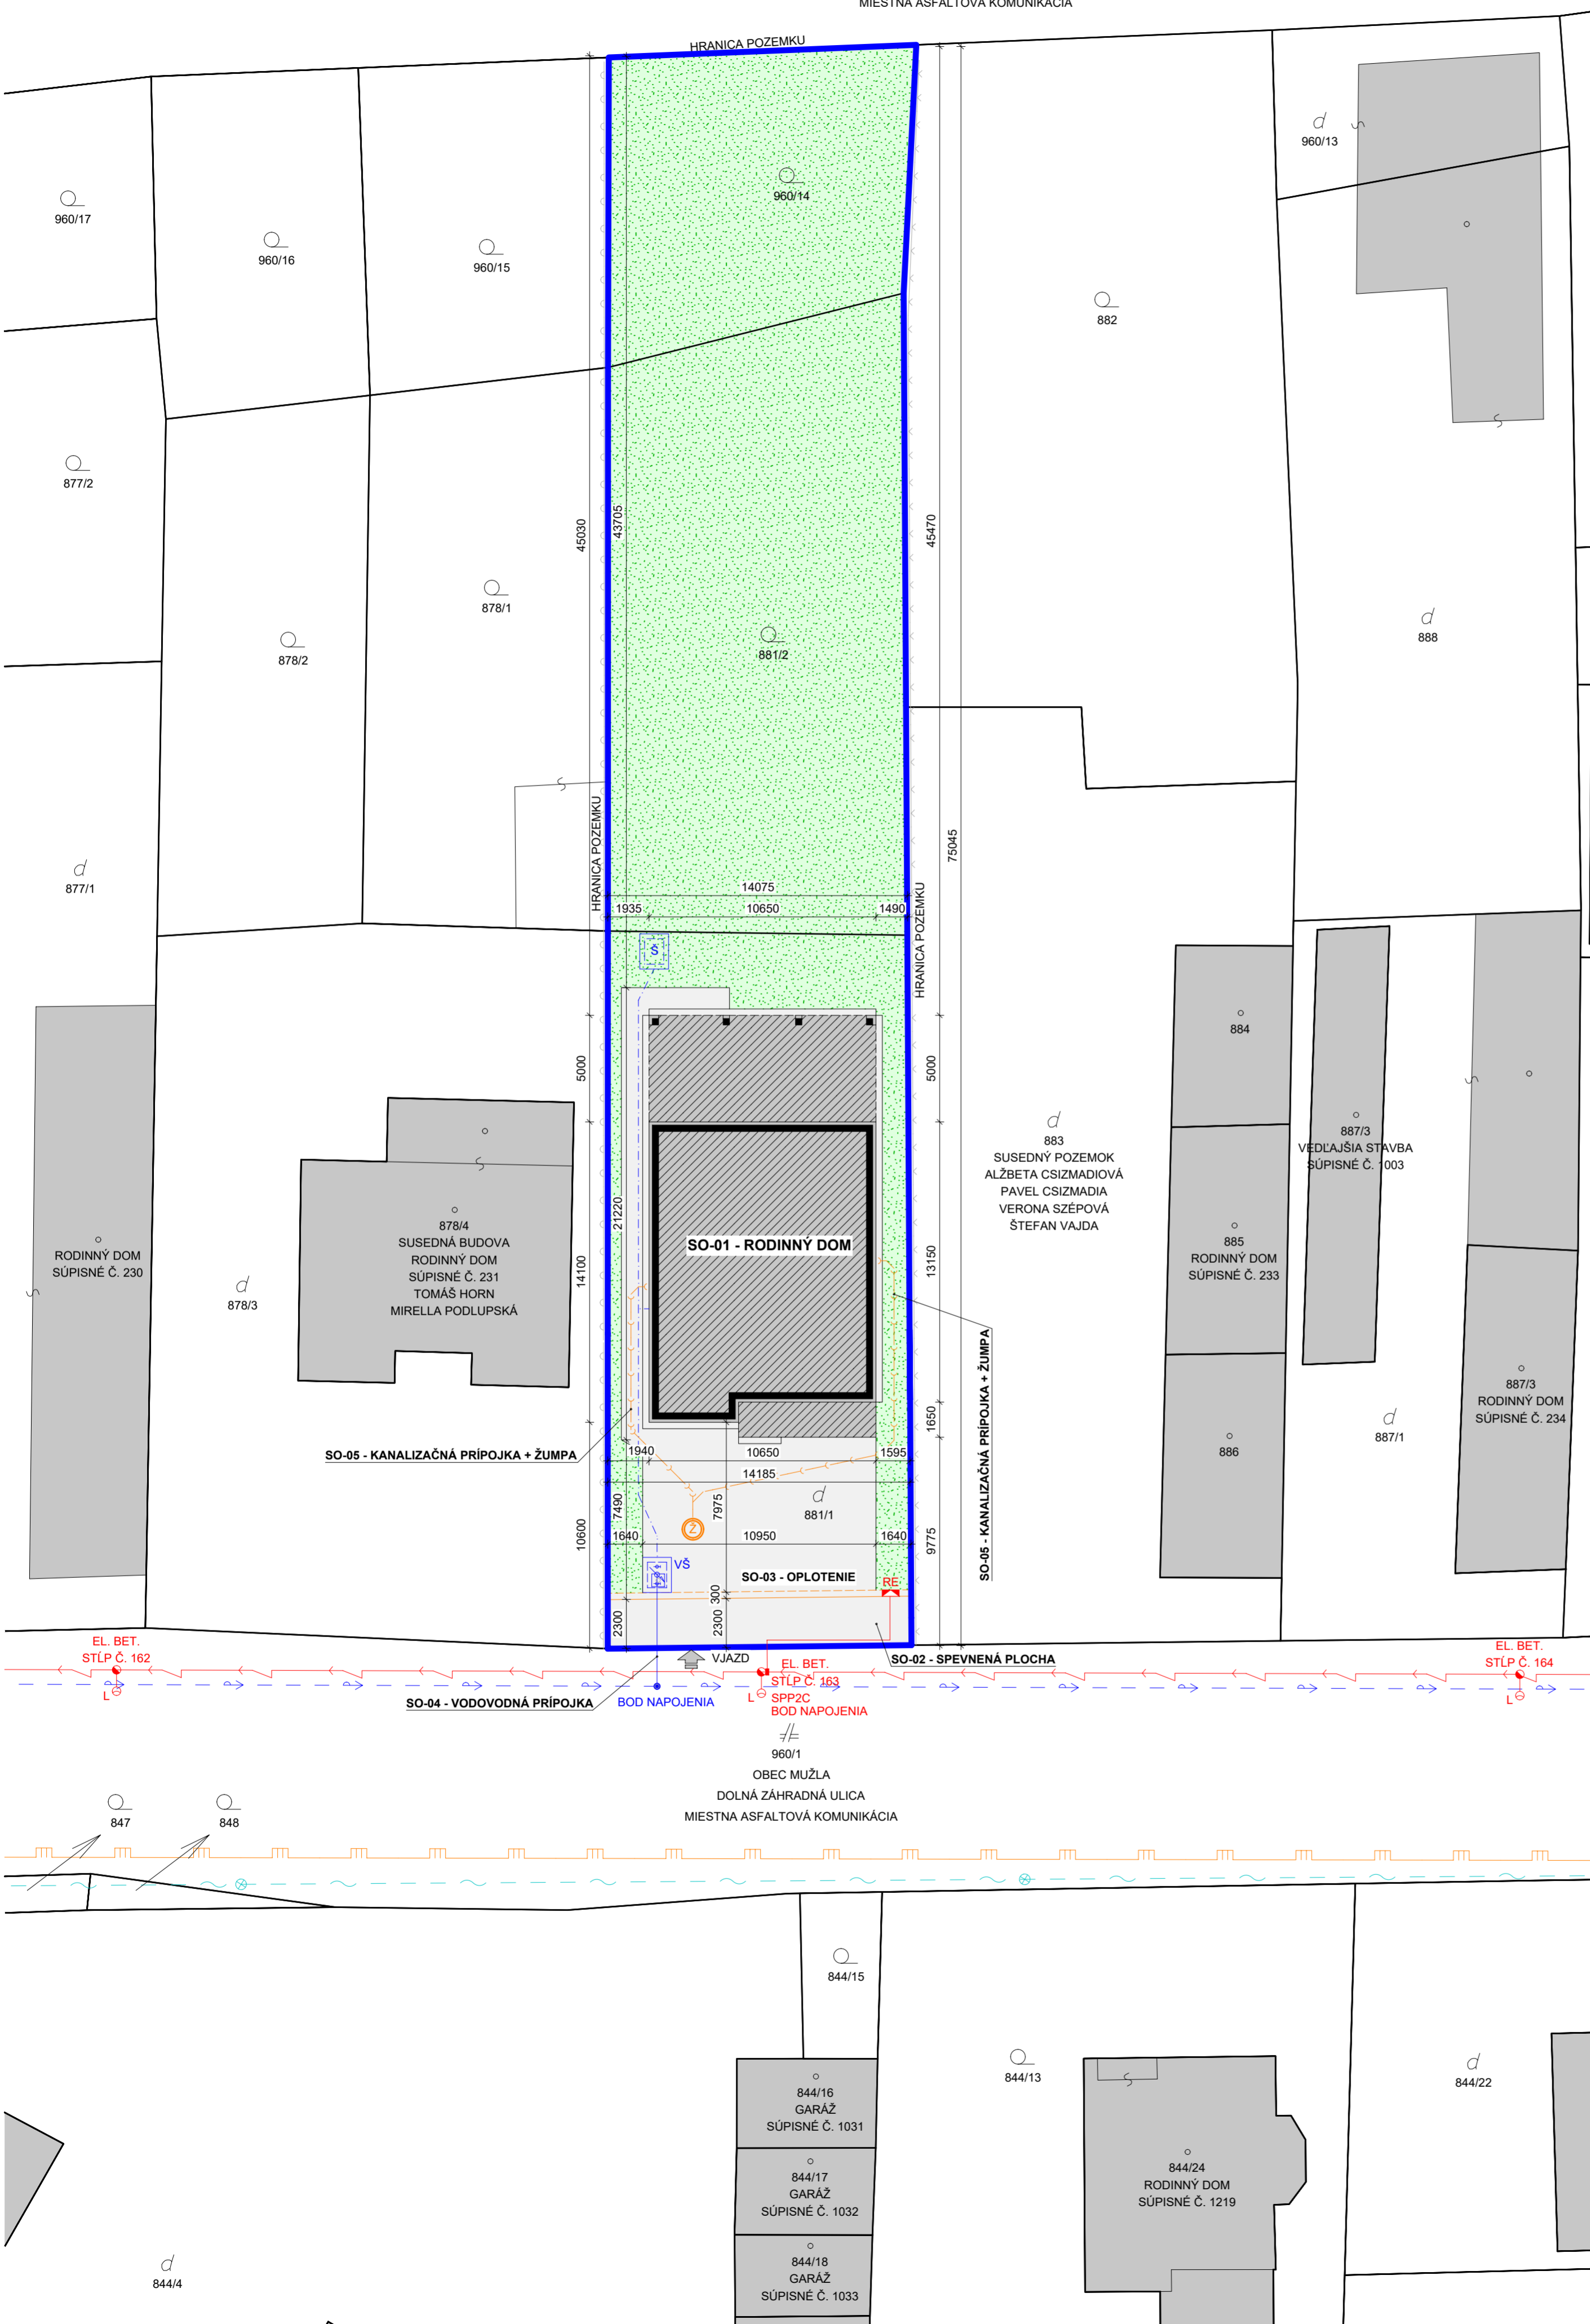 MIESTNA ASFALTOVÁ KOMUNIKÁCIA
HRANICA POZEMKU
960/13
960/14
960/17
960/16
960/15
882
877/2
45030
43705
45470
878/1
881/2
878/2
888
75045
HRANICA POZEMKU
877/1
14075
1935
10650
1490
HRANICA POZEMKU
Š
884
5000
5000
883
SUSEDNÝ POZEMOK
ALŽBETA CSIZMADIOVÁ
PAVEL CSIZMADIA
VERONA SZÉPOVÁ
ŠTEFAN VAJDA
887/3
VEDĽAJŠIA STAVBA
SÚPISNÉ Č. 1003
878/4
SUSEDNÁ BUDOVA
RODINNÝ DOM
SÚPISNÉ Č. 231
TOMÁŠ HORN
MIRELLA PODLUPSKÁ
21220
14100
SO-01 - RODINNÝ DOM
13150
885
RODINNÝ DOM
SÚPISNÉ Č. 233
RODINNÝ DOM
SÚPISNÉ Č. 230
878/3
887/3
RODINNÝ DOM
SÚPISNÉ Č. 234
SO-05 - KANALIZAČNÁ PRÍPOJKA + ŽUMPA
1650
887/1
886
SO-05 - KANALIZAČNÁ PRÍPOJKA + ŽUMPA
1940
10650
1595
14185
7490
7975
881/1
Ž
10600
9775
1640
10950
1640
VŠ
SO-03 - OPLOTENIE
RE
300
2300
2300
EL. BET.
STĹP Č. 162
VJAZD
EL. BET.
STĹP Č. 163
SPP2C
BOD NAPOJENIA
SO-02 - SPEVNENÁ PLOCHA
EL. BET.
STĹP Č. 164
L
L
L
SO-04 - VODOVODNÁ PRÍPOJKA
BOD NAPOJENIA
960/1
OBEC MUŽLA
DOLNÁ ZÁHRADNÁ ULICA
MIESTNA ASFALTOVÁ KOMUNIKÁCIA
847
848
844/15
844/13
844/22
844/16
GARÁŽ
SÚPISNÉ Č. 1031
844/17
GARÁŽ
SÚPISNÉ Č. 1032
844/24
RODINNÝ DOM
SÚPISNÉ Č. 1219
844/18
GARÁŽ
SÚPISNÉ Č. 1033
844/4